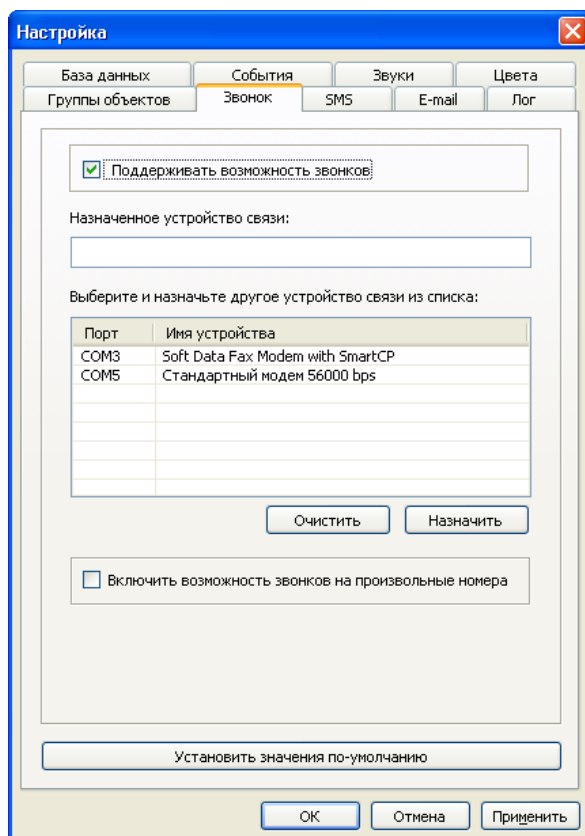 Настройка
База данных События Звуки Цвета
Группы объектов Звонок SMS E-mail Лог
Поддерживать возможность звонков
Назначенное устройство связи:
Выберите и назначьте другое устройство связи из списка:
Порт Имя устройства
COM3 Soft Data Fax Modem with SmartCP
COM5 Стандартный модем 56000 bps
Очистить Назначить
Включить возможность звонков на произвольные номера
Установить значения по-умолчанию
ОК Отмена Применить